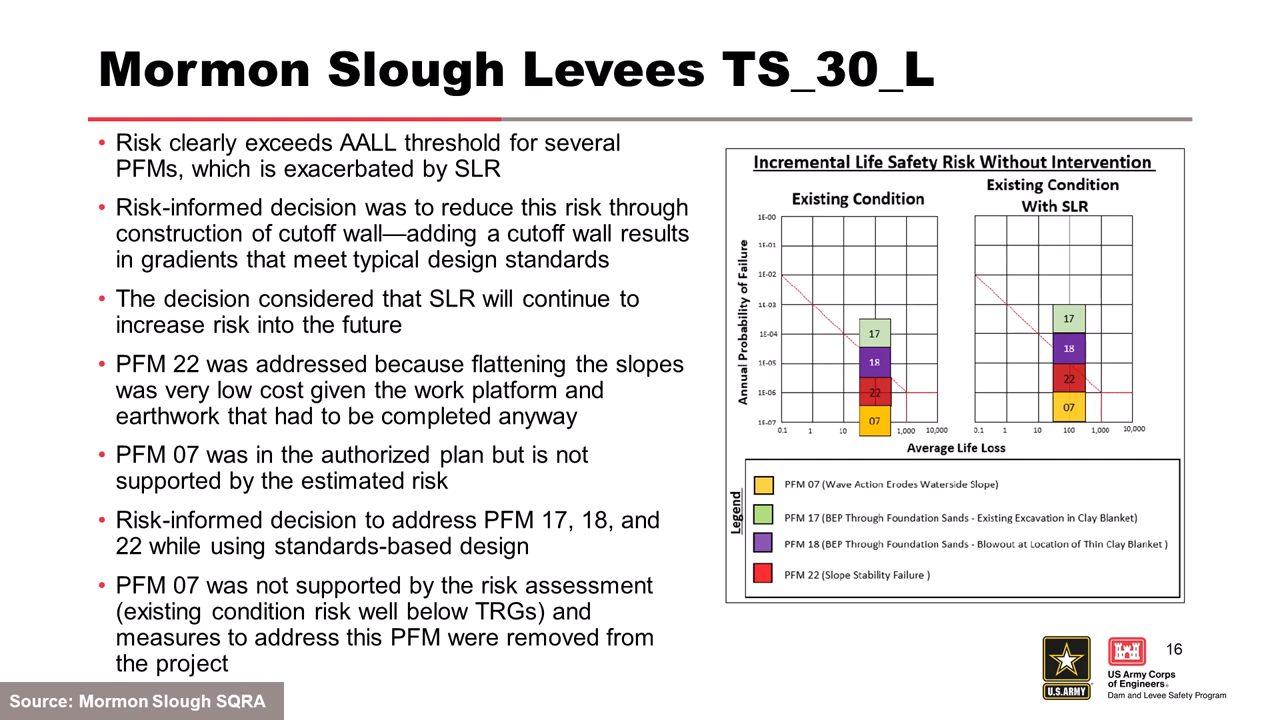 Mormon Slough Levees TS_30_L
• Risk clearly exceeds AALL threshold for several
PFMs, which is exacerbated by SLR
• Risk-informed decision was to reduce this risk through
construction of cutoff wall—adding a cutoff wall results
in gradients that meet typical design standards
• The decision considered that SLR will continue to
increase risk into the future
• PFM 22 was addressed because flattening the slopes
was very low cost given the work platform and
earthwork that had to be completed anyway
• PFM 07 was in the authorized plan but is not
supported by the estimated risk
• Risk-informed decision to address PFM 17, 18, and
22 while using standards-based design
• PFM 07 was not supported by the risk assessment
(existing condition risk well below TRGs) and
measures to address this PFM were removed from
the project
Source: Mormon Slough SQRA
Incremental Life Safety Risk Without Intervention
Existing Condition
Existing Condition
With SLR
Annual Probability of Failure
1E-00
1E-01
1E-02
1E-03
1E-04
1E-05
1E-06
1E-07
17
18
22
07
0.1 1 10 1,000 10,000
17
18
22
07
0.1 1 10 100 1,000 10,000
Average Life Loss
Legend
PFM 07 (Wave Action Erodes Waterside Slope)
PFM 17 (BEP Through Foundation Sands - Existing Excavation in Clay Blanket)
PFM 18 (BEP Through Foundation Sands - Blowout at Location of Thin Clay Blanket )
PFM 22 (Slope Stability Failure )
16
U.S.ARMY
US Army Corps
of Engineers®
Dam and Levee Safety Program